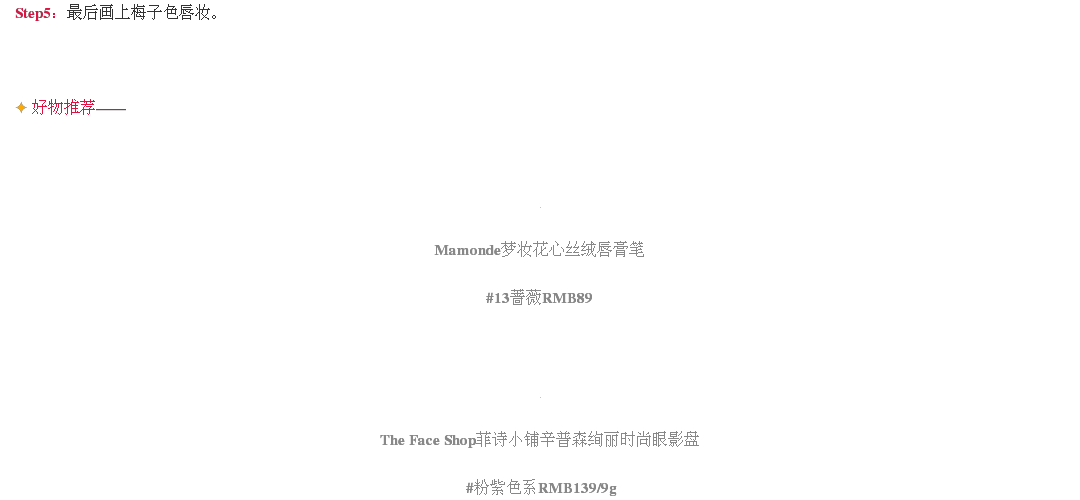 Step5：最后画上梅子色唇妆。
✦ 好物推荐——
Mamonde梦妆花心丝绒唇膏笔
#13蔷薇RMB89
The Face Shop菲诗小铺辛普森绚丽时尚眼影盘
#粉紫色系RMB139/9g